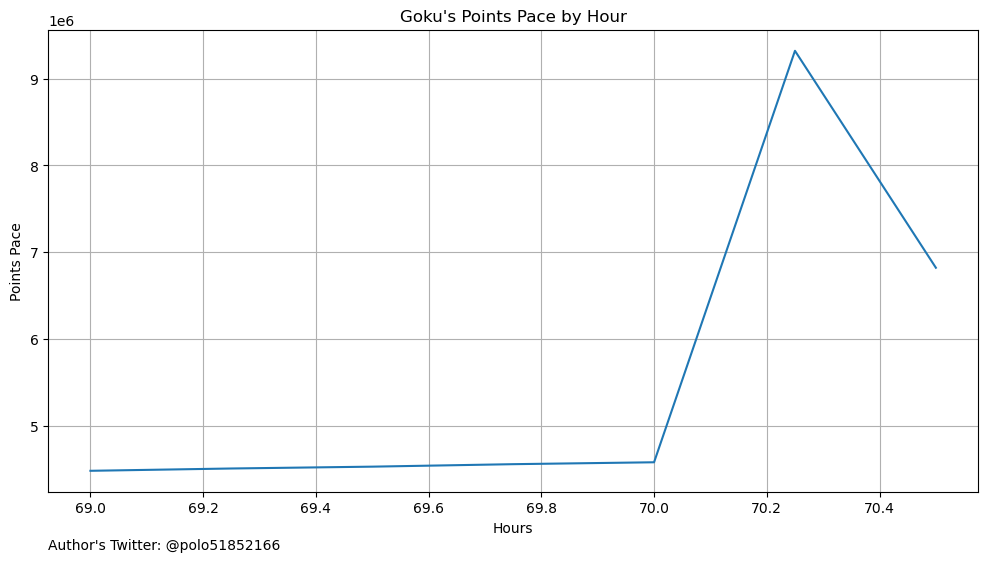 Goku's Points Pace by Hour
1e6
9
8
7
6
5
Points Pace
69.0 69.2 69.4 69.6 69.8 70.0 70.2 70.4
Hours
Author's Twitter: @polo51852166